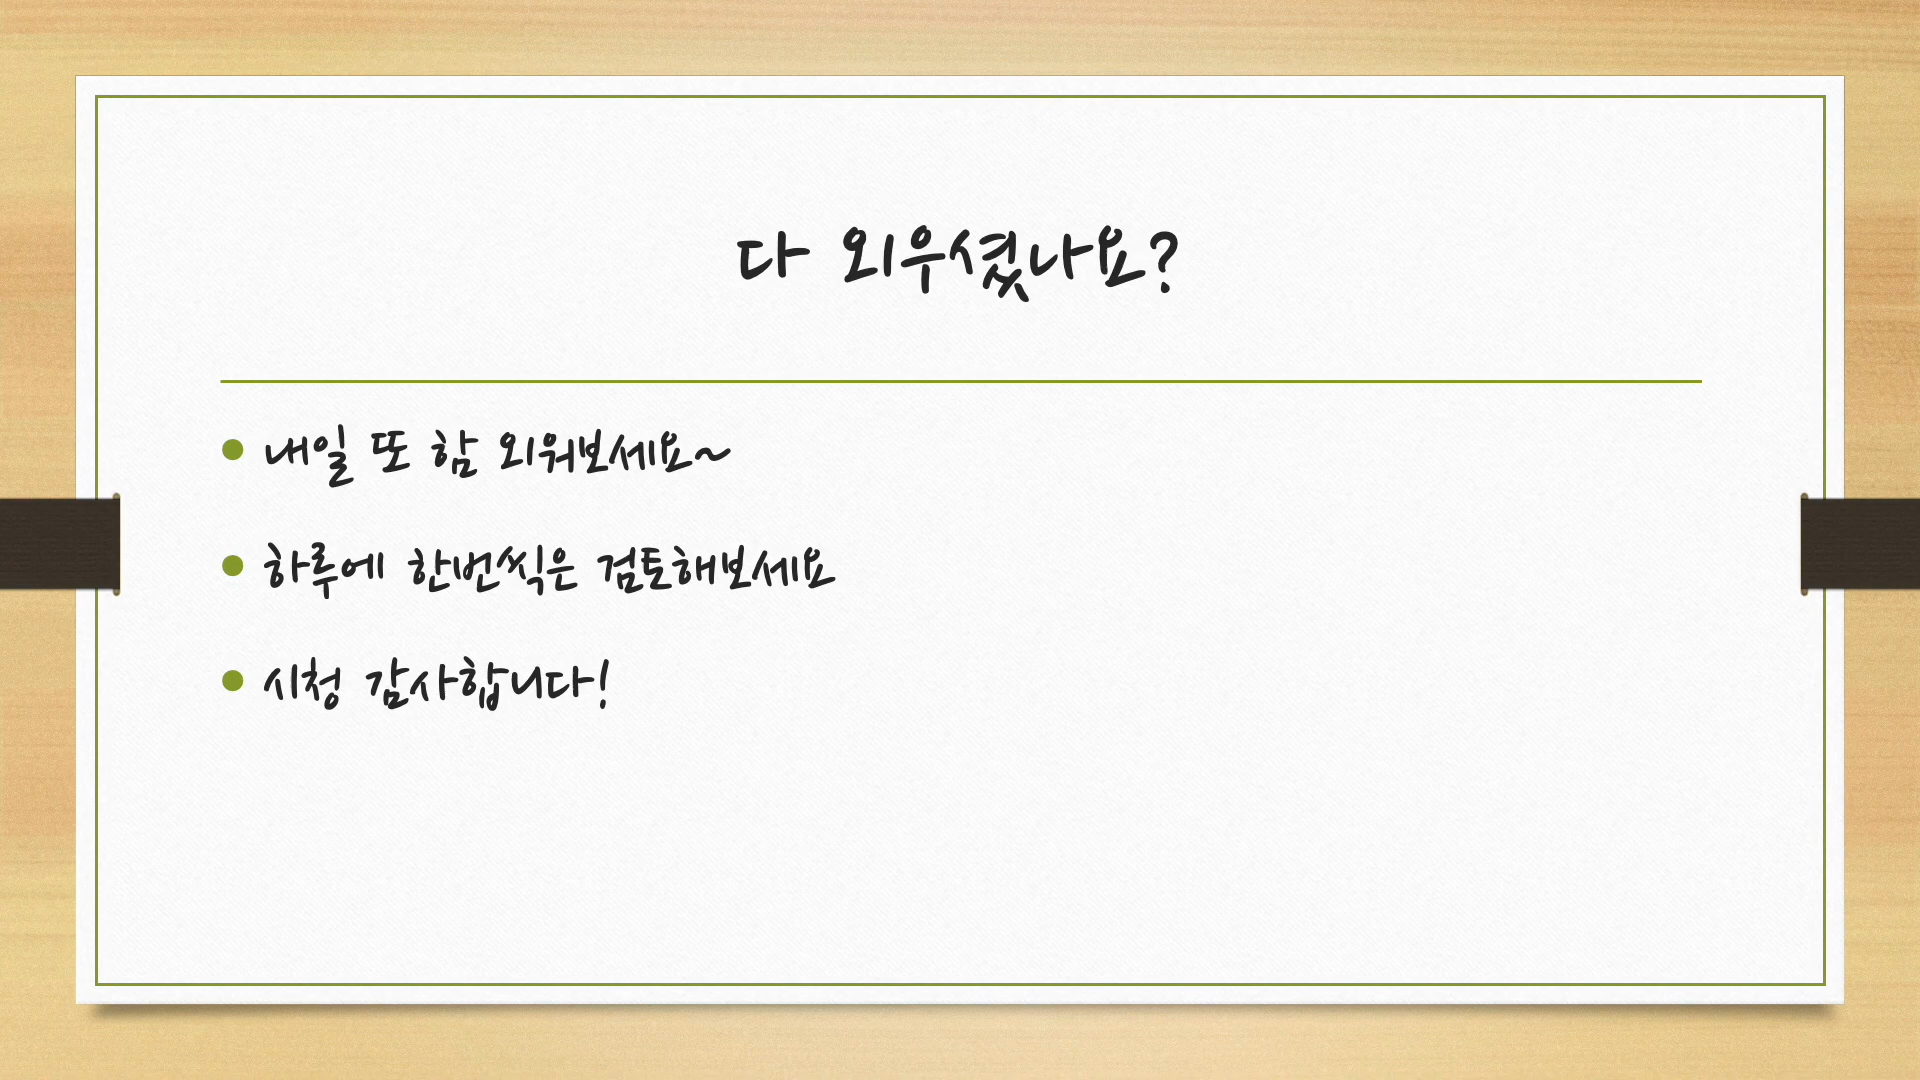 다 외우셨나요?
내일 또 함 외워보세요~
하루에 한번씩은 검토해보세요
시청 감사합니다!